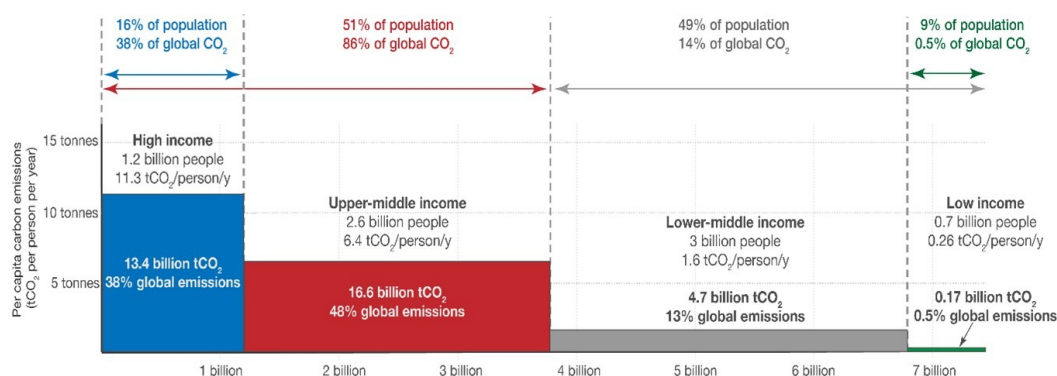 16% of population
38% of global CO₂
51% of population
86% of global CO₂
49% of population
14% of global CO₂
9% of population
0.5% of global CO₂
Per capita carbon emissions
(tCO₂ per person per year)
15 tonnes
10 tonnes
5 tonnes
High income
1.2 billion people
11.3 tCO₂/person/y
13.4 billion tCO₂
38% global emissions
Upper-middle income
2.6 billion people
6.4 tCO₂/person/y
16.6 billion tCO₂
48% global emissions
Lower-middle income
3 billion people
1.6 tCO₂/person/y
4.7 billion tCO₂
13% global emissions
Low income
0.7 billion people
0.26 tCO₂/person/y
0.17 billion tCO₂
0.5% global emissions
1 billion
2 billion
3 billion
4 billion
5 billion
6 billion
7 billion